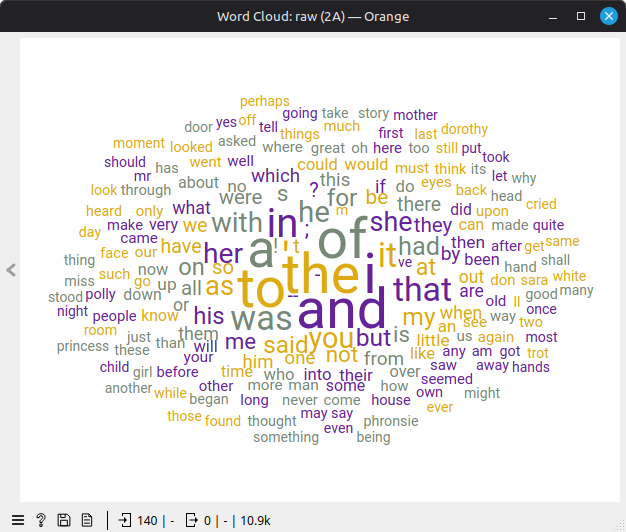 Word Cloud: raw (2A) — Orange
perhaps
going take story mother
door yes off tell things much first last dorothy
moment looked asked where great oh here too still put took
should mr has went well could would must think its let why
look through about no which ? this if do eyes back head
heard only what were s for be there did upon cried
day make very we with in he m she they can made quite
came ; then after get same
face our have her a ! ' t of it had by been hand shall
thing now on so to the i ve at out don sara white
miss such go up all as - and that are old ll good many
stood polly down -- once
night people know or his was you but is my when way two
room just than them will me said not from little an see us again most
princess these your him one like any am got trot
child girl before time who into their over saw away hands
another while other more man some how seemed might
began long never come house own
those found thought may say phronsie ever
something even being
140 | - 0 | - | 10.9k